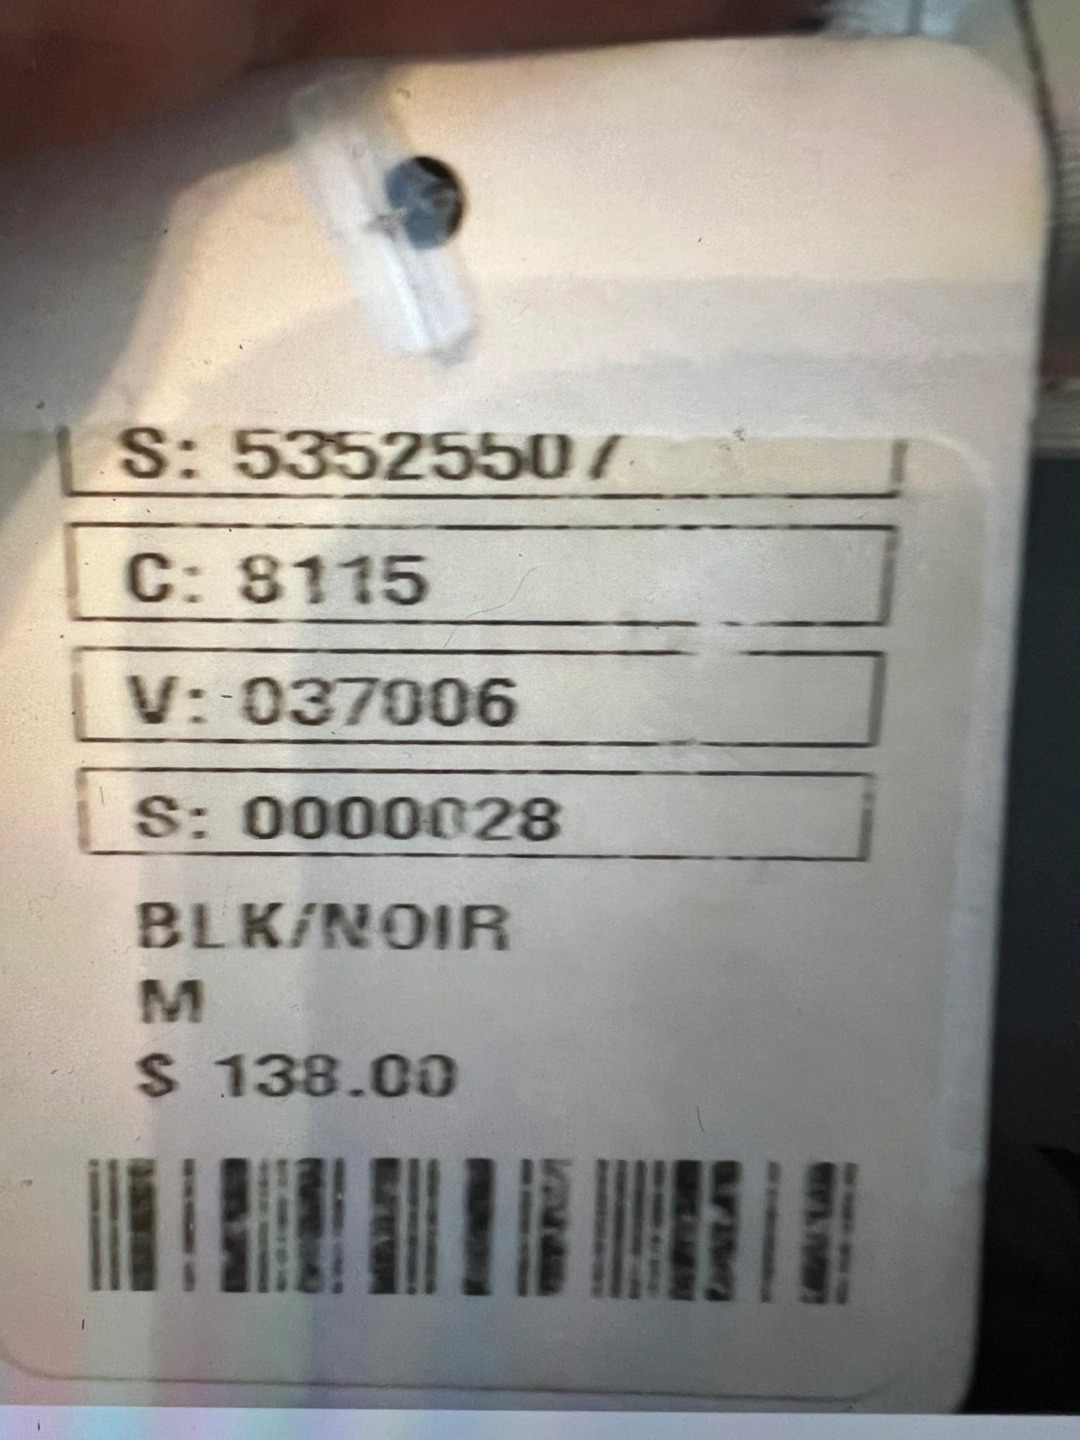 S: 53525507
C: 8115
V: 037006
S: 0000028
BLK/NOIR
M
$ 138.00